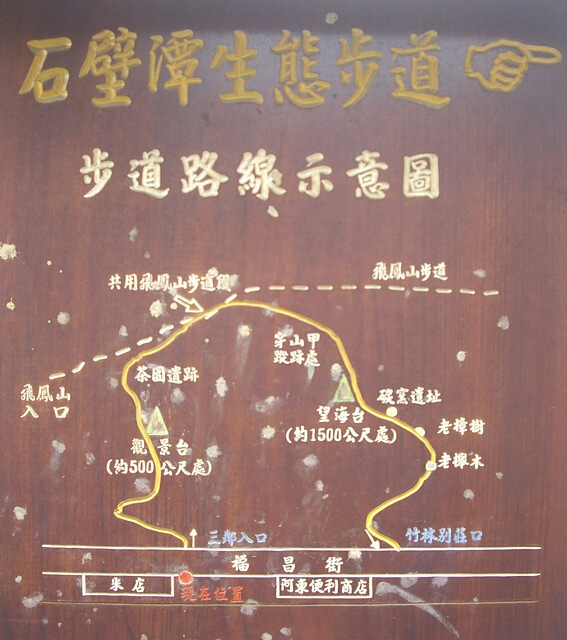 石壁潭生態步道
步道路線示意圖
飛鳳山步道
共用飛鳳山步道段
穿山甲
蹤跡處
茶園遺跡
飛鳳山
入口
碳窯遺址
望海台
(約1500公尺處)
老樟樹
觀景台
(約500公尺處)
老櫸木
三鄰入口
竹林別莊口
福昌街
米店
現在位置
阿東便利商店